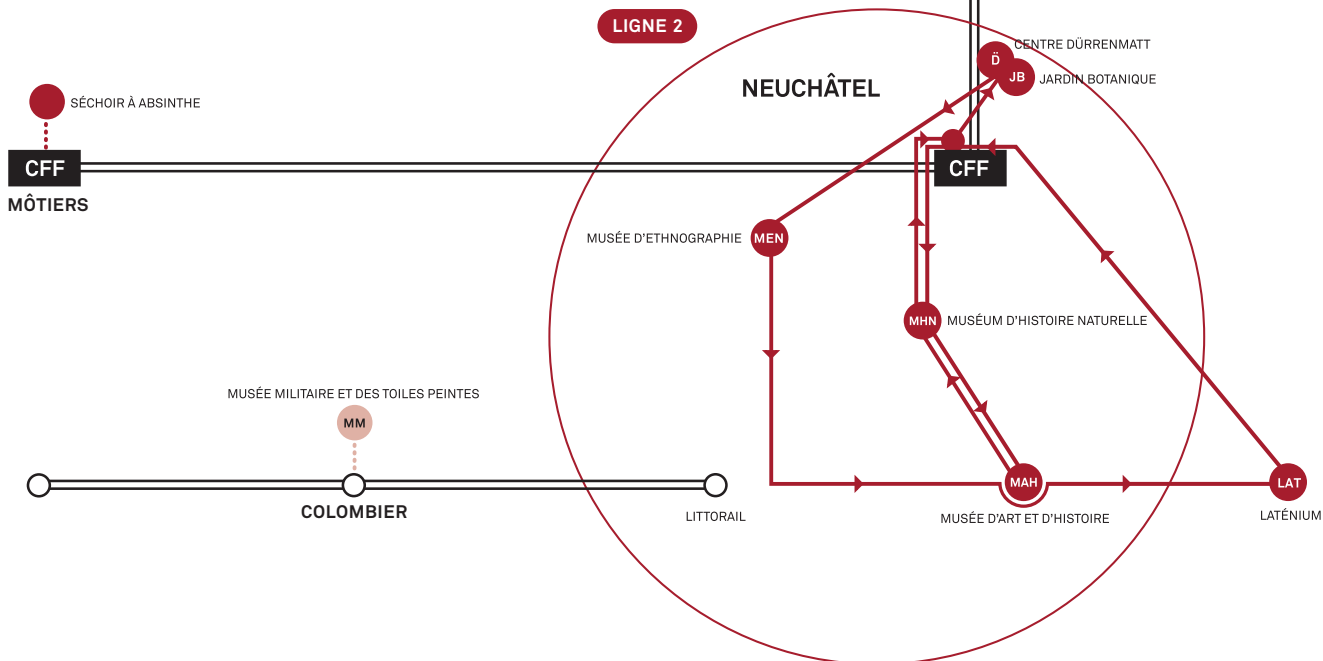 LIGNE 2
CENTRE DÜRRENMATT
Ö
JB
JARDIN BOTANIQUE
NEUCHÂTEL
SÉCHOIR À ABSINTHE
CFF
CFF
MÔTIERS
MUSÉE D'ETHNOGRAPHIE
MEN
MHN
MUSÉUM D'HISTOIRE NATURELLE
MUSÉE MILITAIRE ET DES TOILES PEINTES
MM
MAH
LAT
COLOMBIER
LITTORAIL
MUSÉE D'ART ET D'HISTOIRE
LATÉNIUM